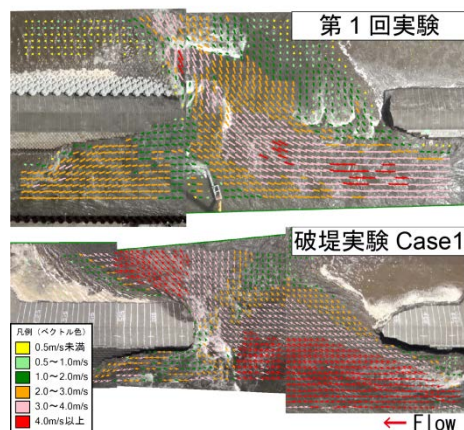 第1回実験
破堤実験 Case1
凡例（ベクトル色）
0.5m/s未満
0.5～1.0m/s
1.0～2.0m/s
2.0～3.0m/s
3.0～4.0m/s
4.0m/s以上
← Flow